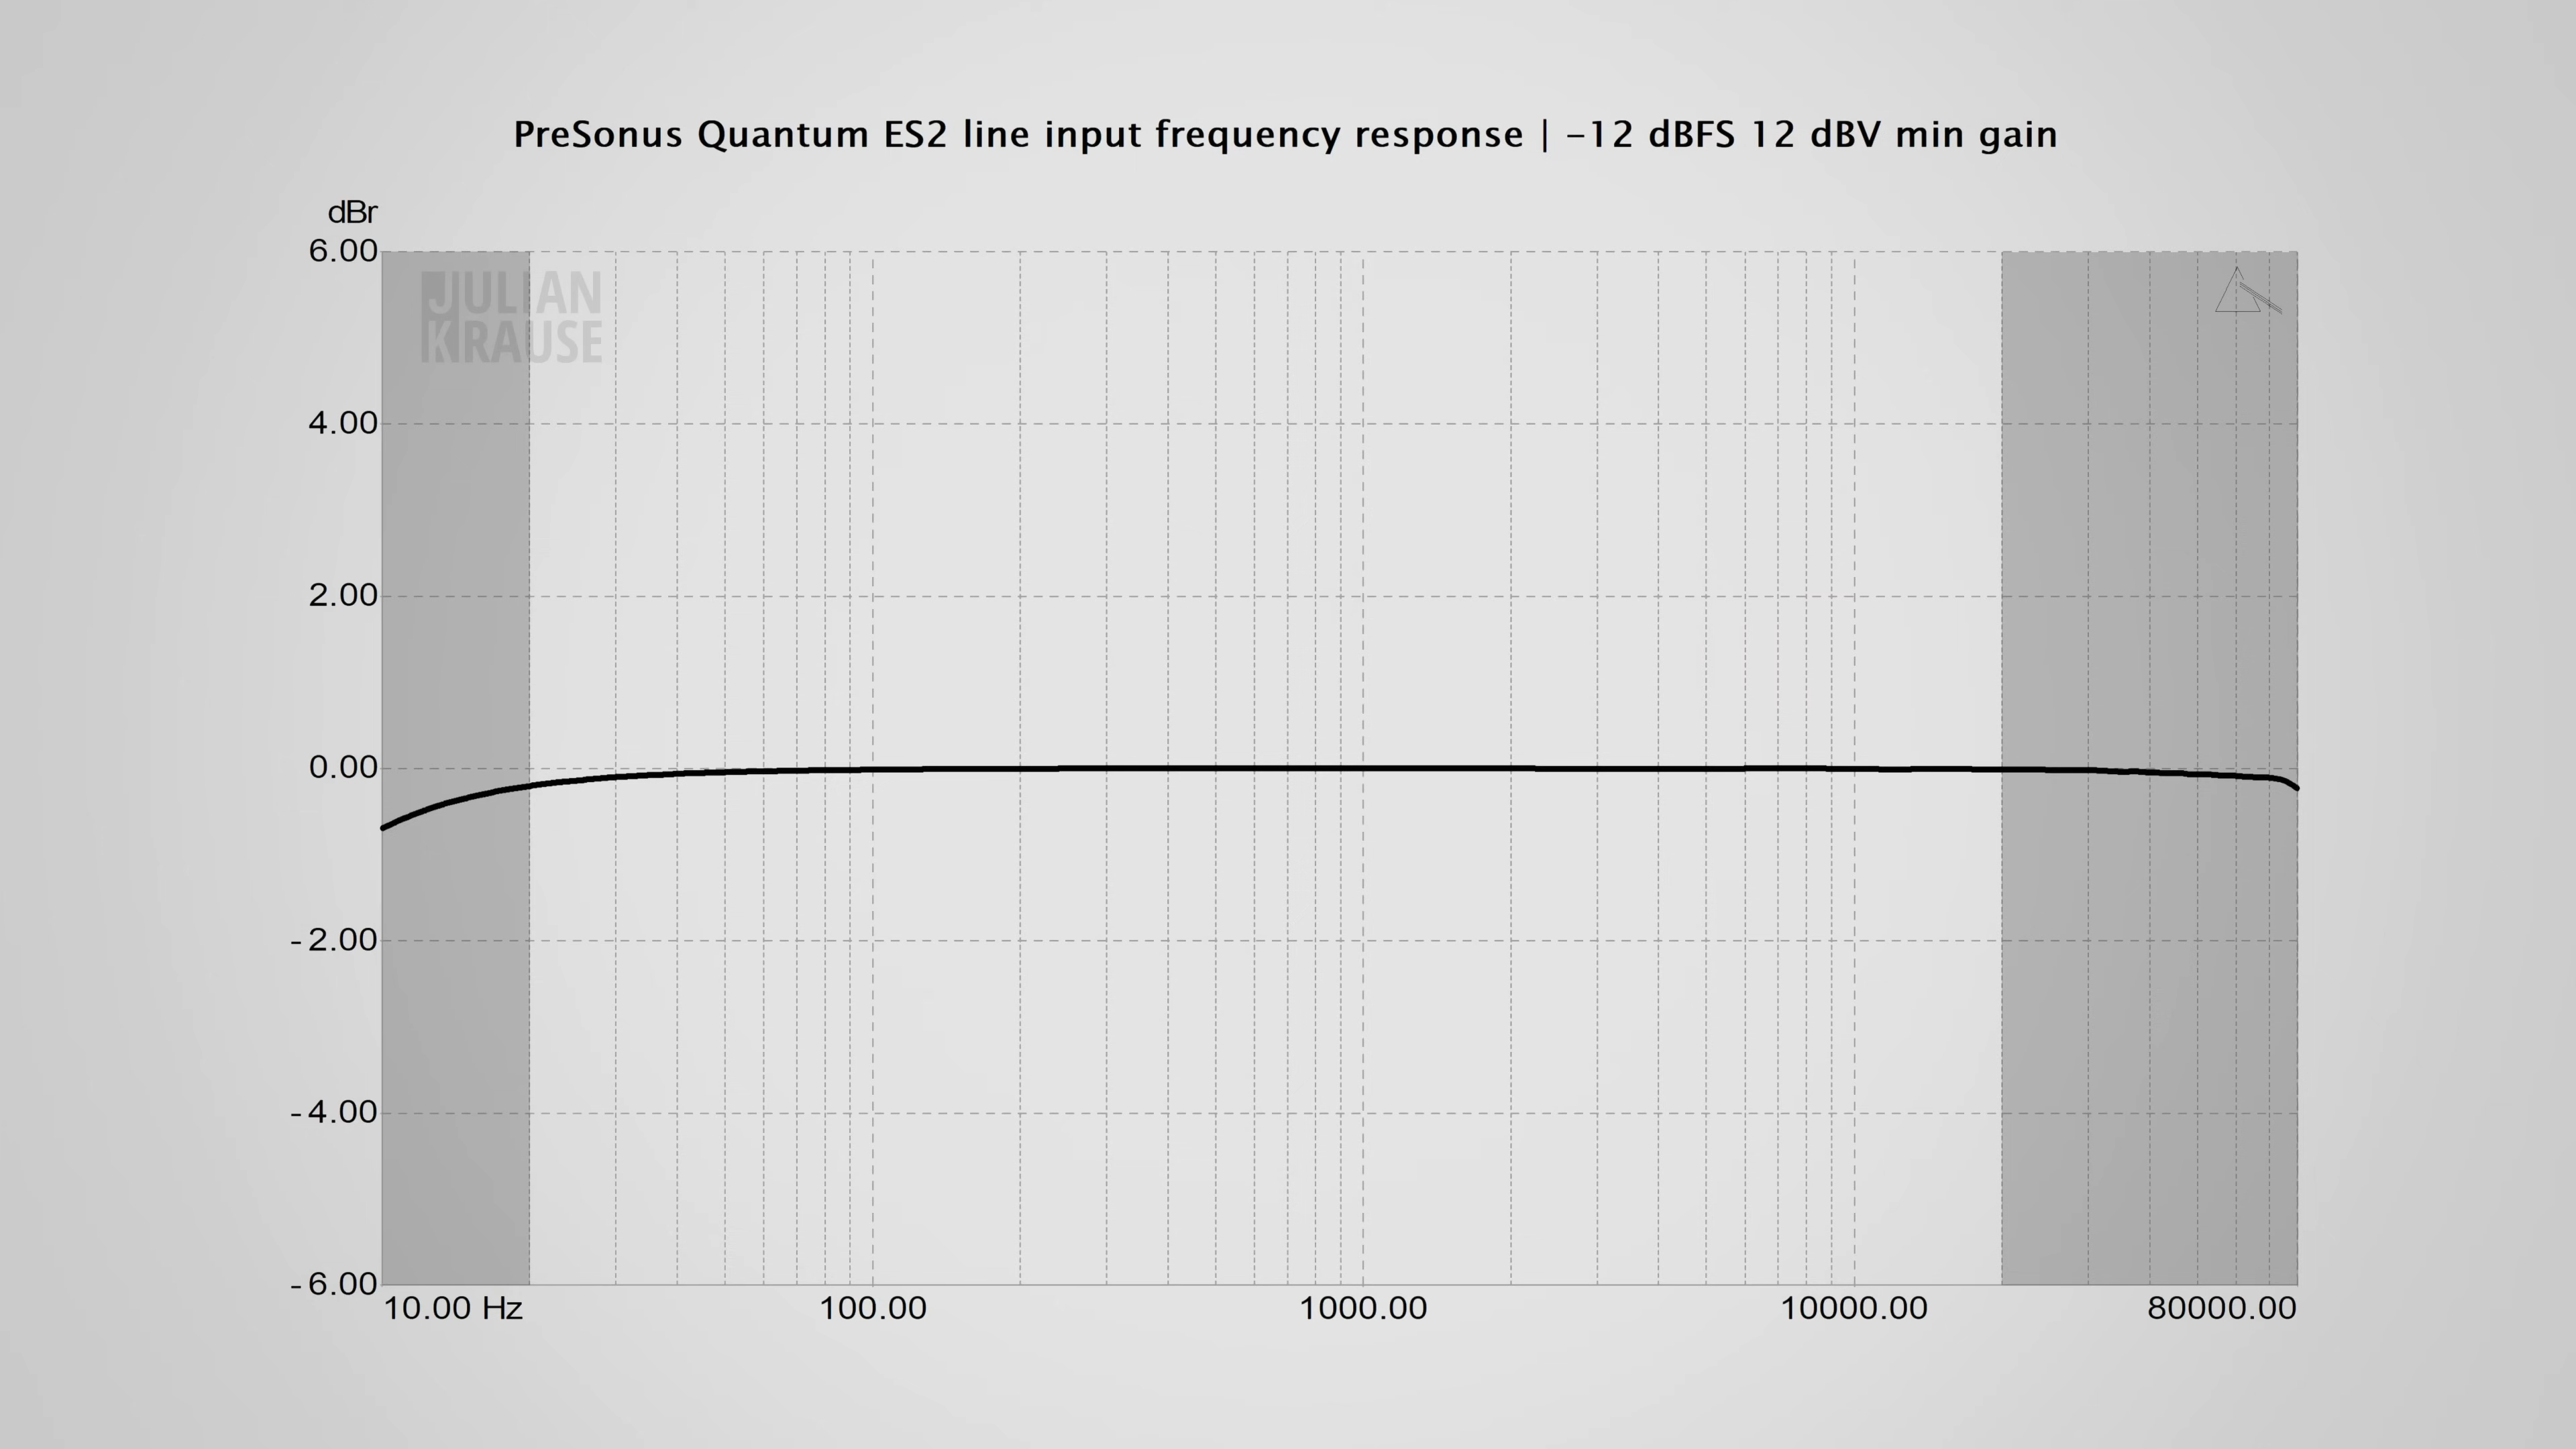 PreSonus Quantum ES2 line input frequency response | −12 dBFS 12 dBV min gain
dBr
6.00
JULIAN
KRAUSE
4.00
2.00
0.00
-2.00
-4.00
-6.00
10.00 Hz 100.00 1000.00 10000.00 80000.00